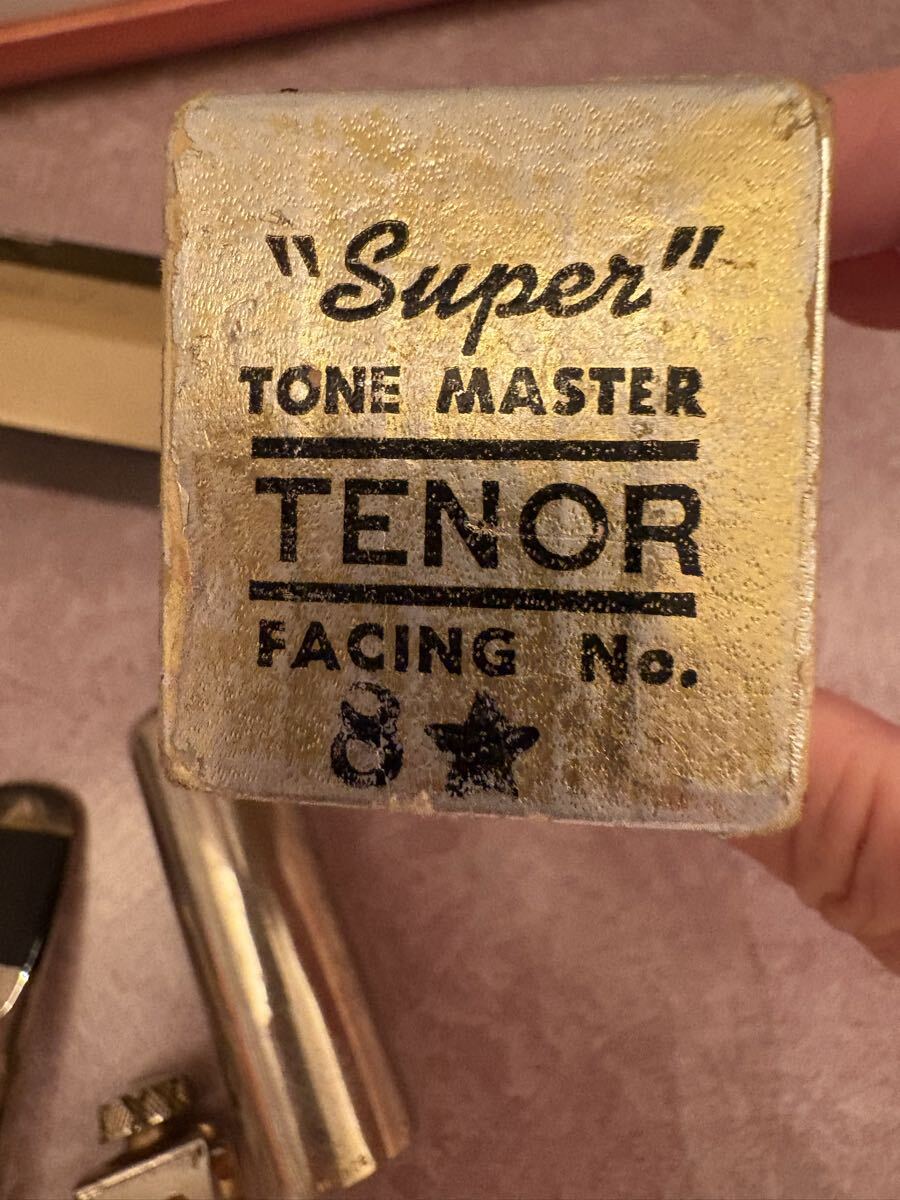 "Super"
TONE MASTER
TENOR
FACING No.
8★